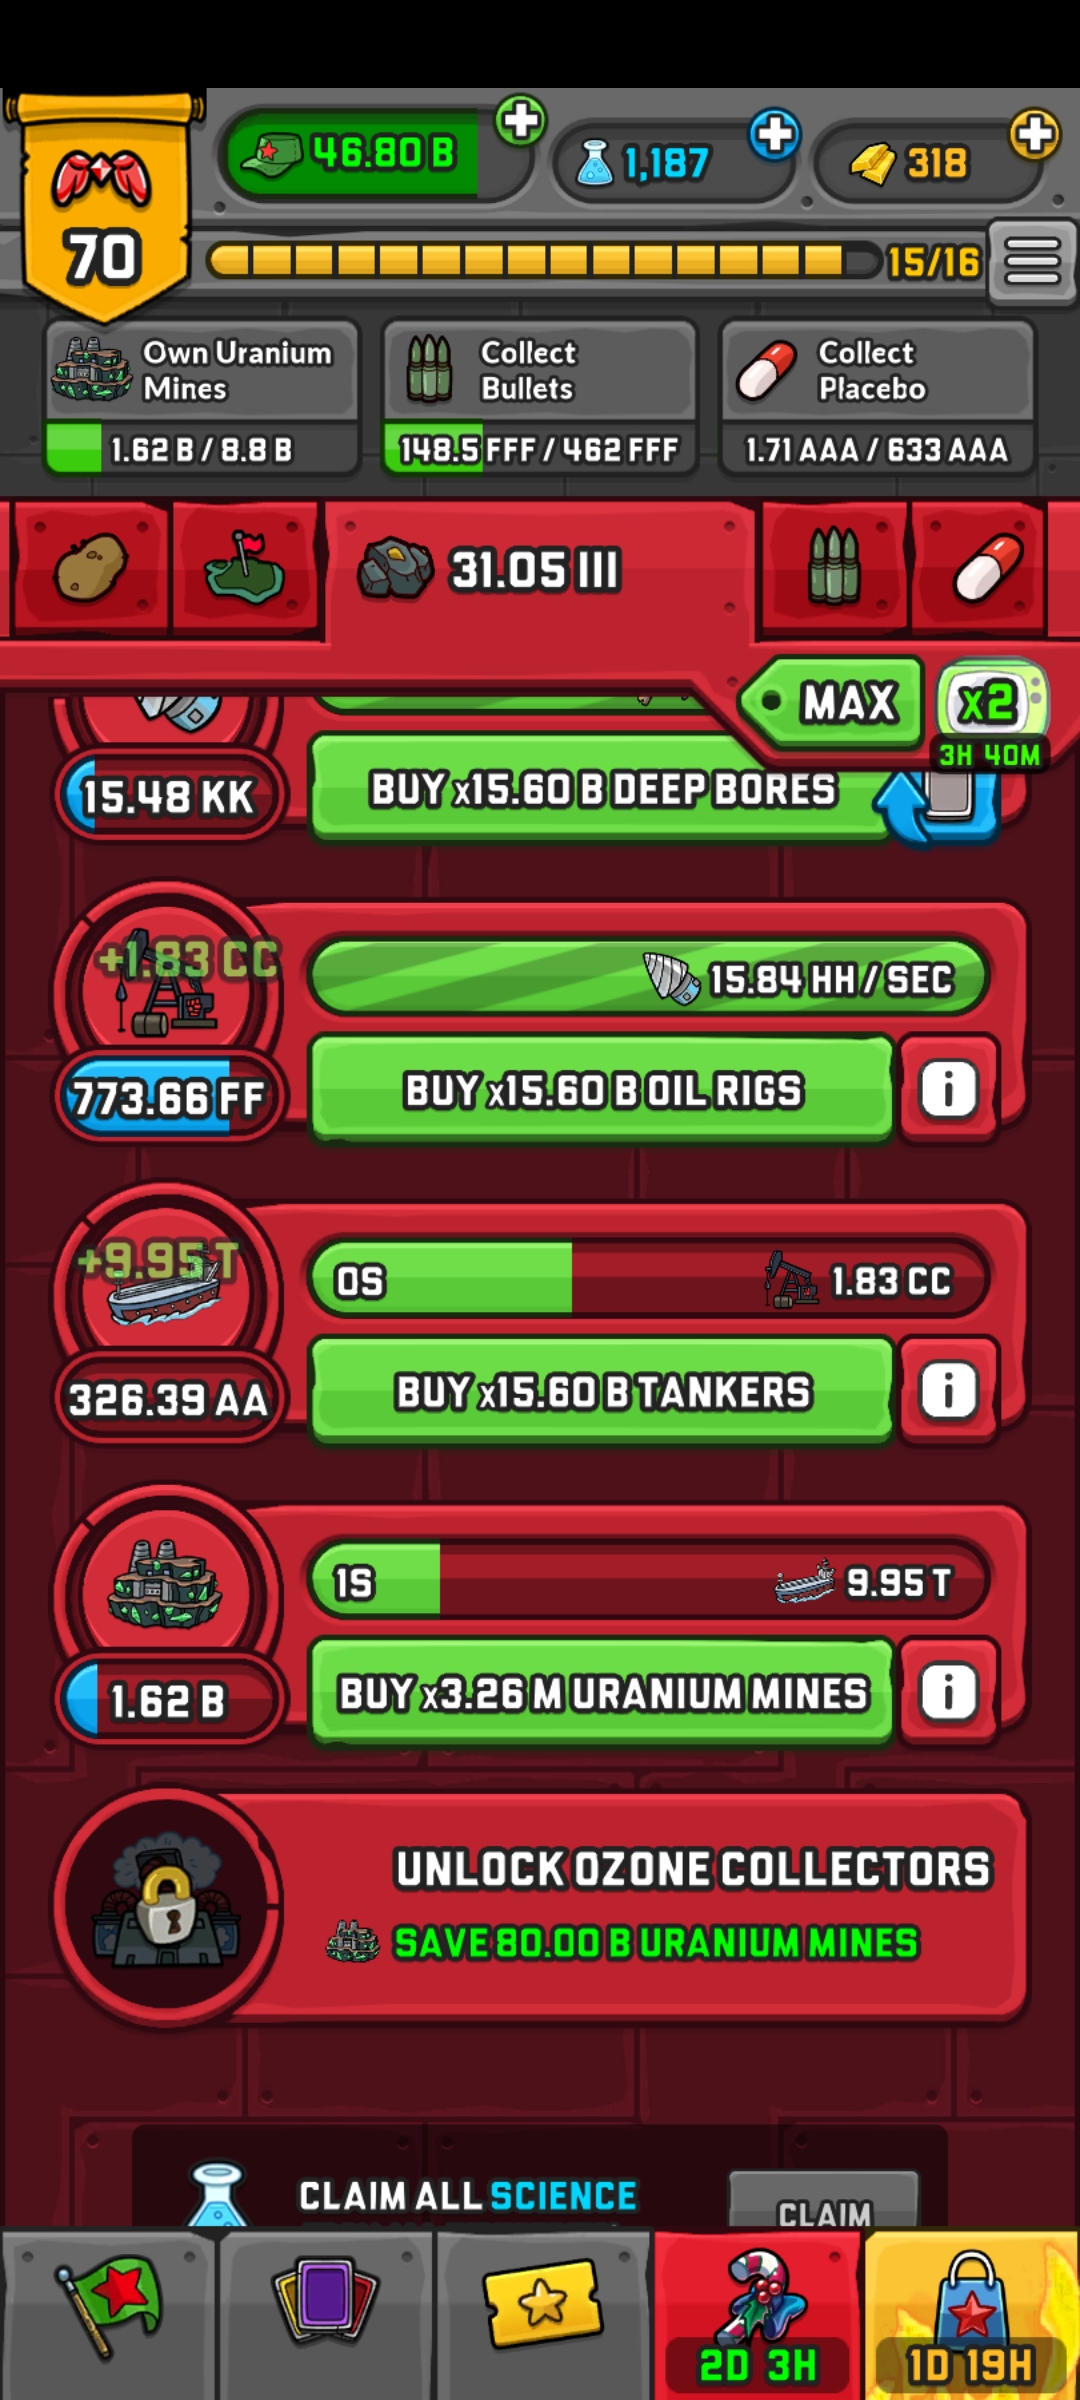 46.80 B
1,187
318
70
15/16
Own Uranium
Mines
1.62 B / 8.8 B
Collect
Bullets
148.5 FFF / 462 FFF
Collect
Placebo
1.71 AAA / 633 AAA
31.05 III
MAX
x2
3H 40M
15.48 KK
BUY x15.60 B DEEP BORES
+1.83 CC
15.84 HH / SEC
773.66 FF
BUY x15.60 B OIL RIGS
i
+9.95 T
0S
1.83 CC
326.39 AA
BUY x15.60 B TANKERS
i
1S
9.95 T
1.62 B
BUY x3.26 M URANIUM MINES
i
UNLOCK OZONE COLLECTORS
SAVE 80.00 B URANIUM MINES
CLAIM ALL SCIENCE
CLAIM
2D 3H
1D 19H